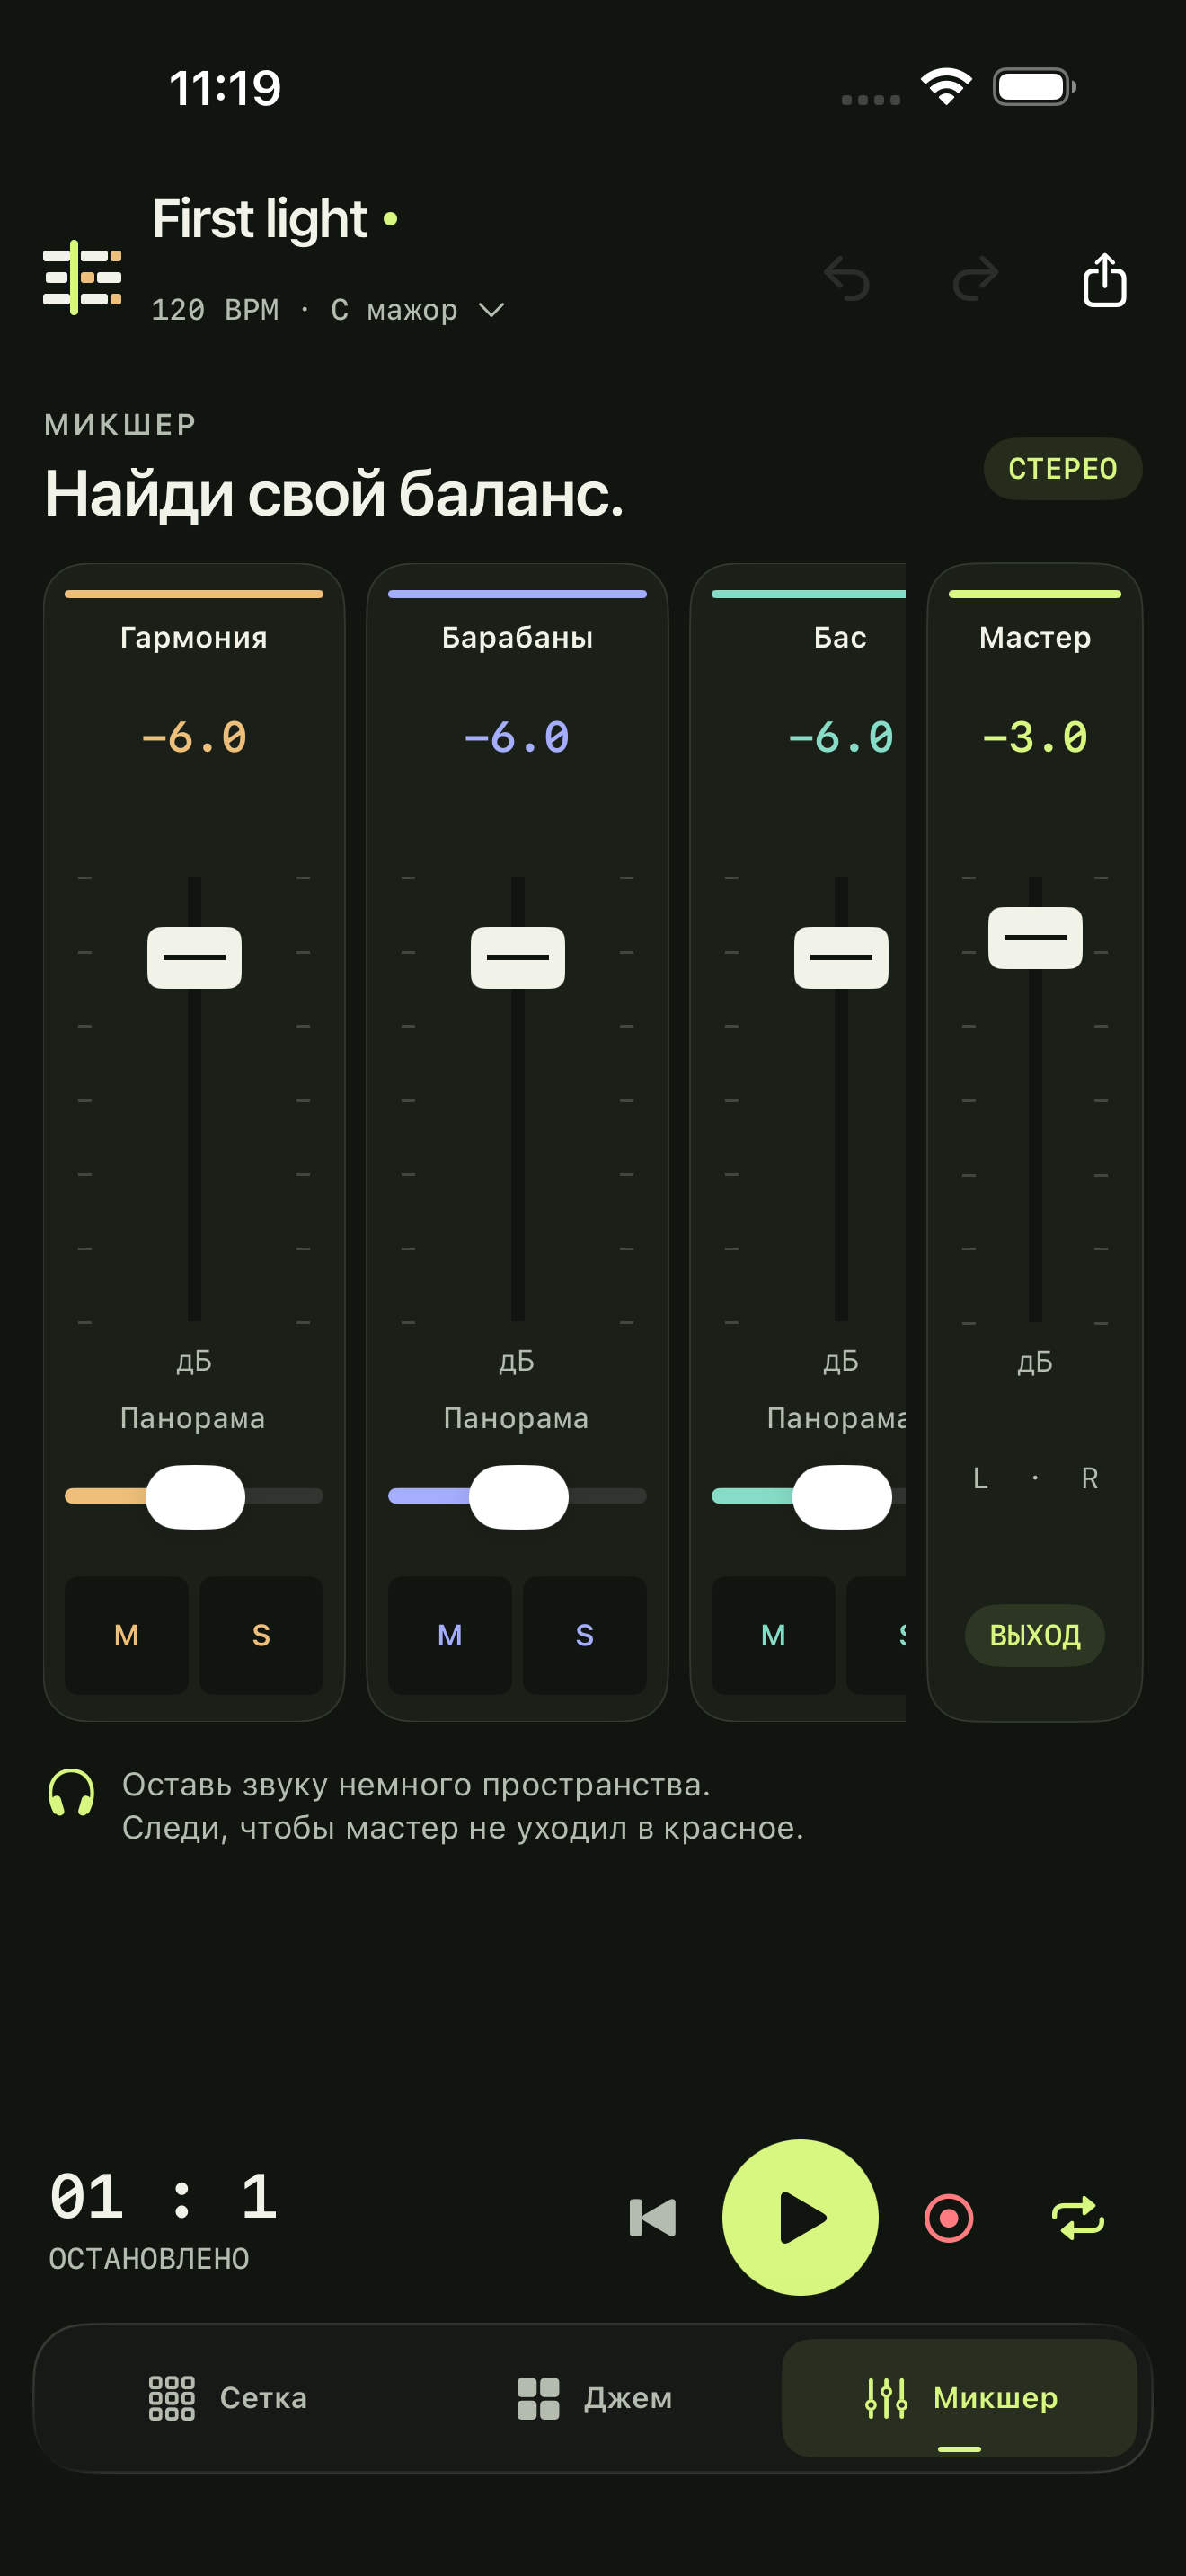 11:19
First light
120 BPM · C мажор
МИКШЕР
Найди свой баланс.
СТЕРЕО
Гармония
Барабаны
Бас
Мастер
−6.0
−6.0
−6.0
−3.0
дБ
дБ
дБ
дБ
Панорама
Панорама
Панорама
L · R
M
S
M
S
M
S
ВЫХОД
Оставь звуку немного пространства.
Следи, чтобы мастер не уходил в красное.
01 : 1
ОСТАНОВЛЕНО
Сетка
Джем
Микшер